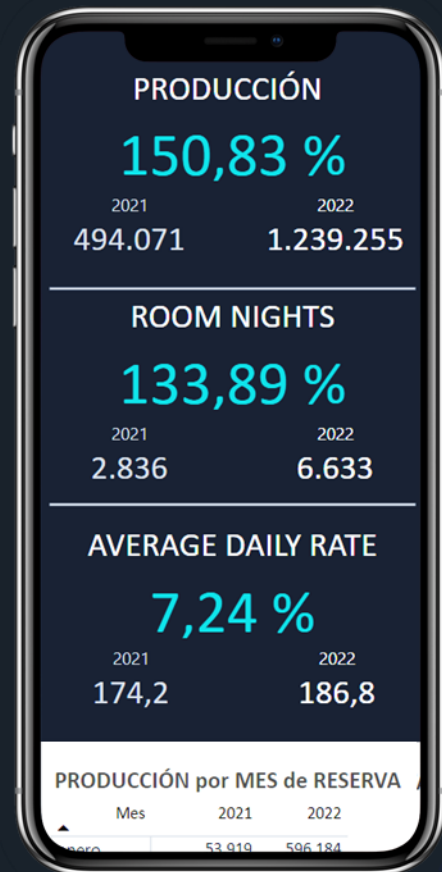 PRODUCCIÓN
150,83 %
2021 2022
494.071 1.239.255
ROOM NIGHTS
133,89 %
2021 2022
2.836 6.633
AVERAGE DAILY RATE
7,24 %
2021 2022
174,2 186,8
PRODUCCIÓN por MES de RESERVA
Mes 2021 2022
enero 53.919 596.184